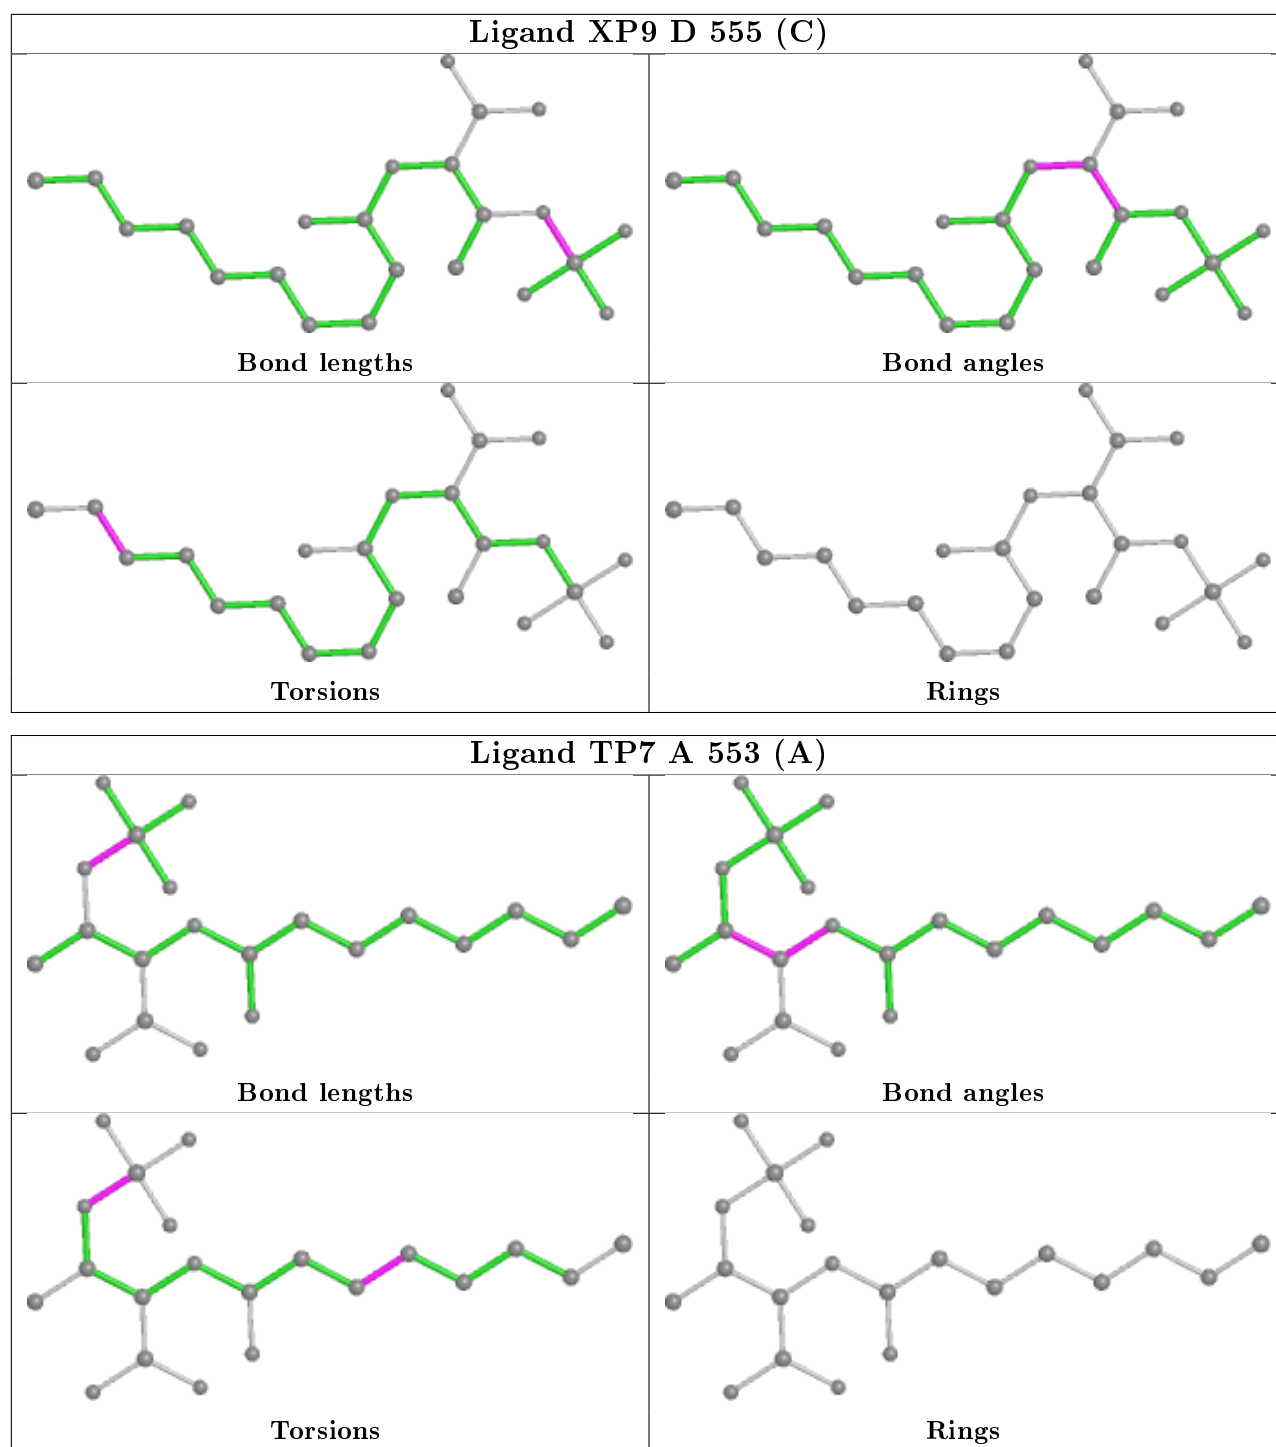 Ligand XP9 D 555 (C)
Bond lengths
Bond angles
Torsions
Rings
Ligand TP7 A 553 (A)
Bond lengths
Bond angles
Torsions
Rings